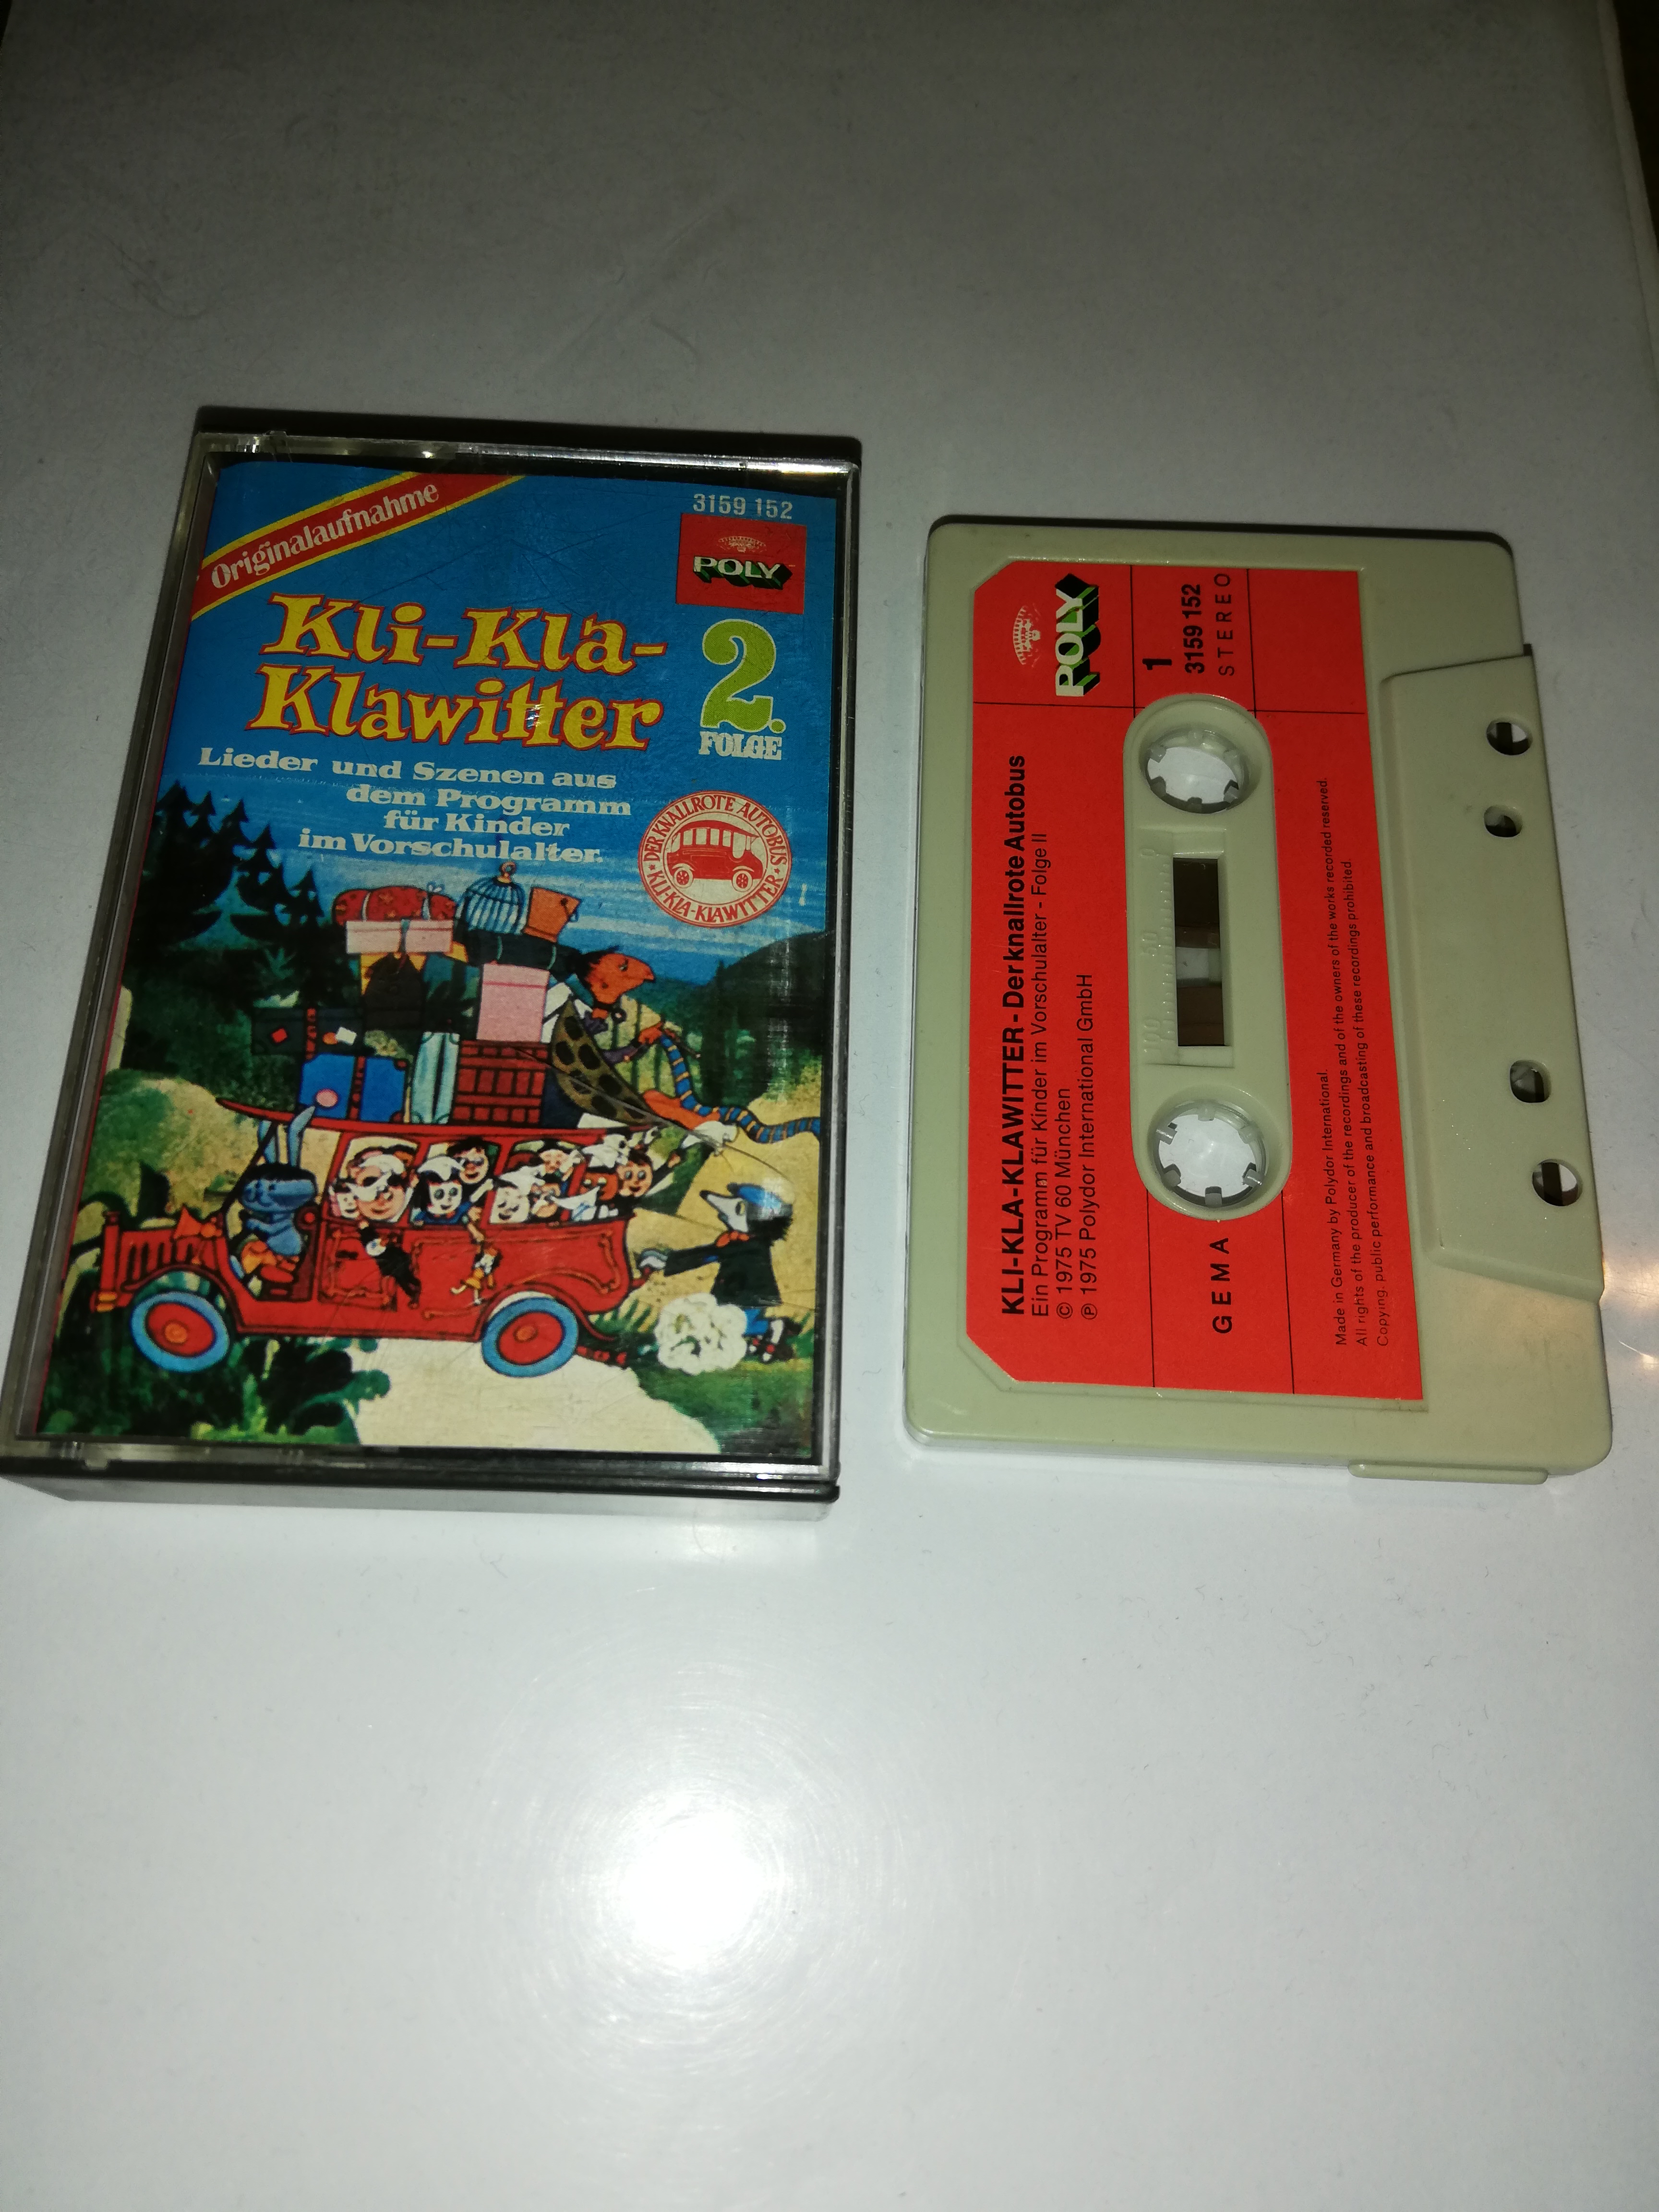 Originalaufnahme
3159 152
POLY
Kli-Kla-
Klawitter
2.
FOLGE
Lieder und Szenen aus
dem Programm
für Kinder
im Vorschulalter.
DER KNALLROTE AUTOBUS
KLI-KLA-KLAWITTER
POLY
1
3159 152
STEREO
KLI-KLA-KLAWITTER - Der knallrote Autobus
Ein Programm für Kinder im Vorschulalter - Folge II
© 1975 TV 60 München
℗ 1975 Polydor International GmbH
100 50 0
GEMA
Made in Germany by Polydor International.
All rights of the producer of the recordings and of the owners of the works recorded reserved.
Copying, public performance and broadcasting of these recordings prohibited.